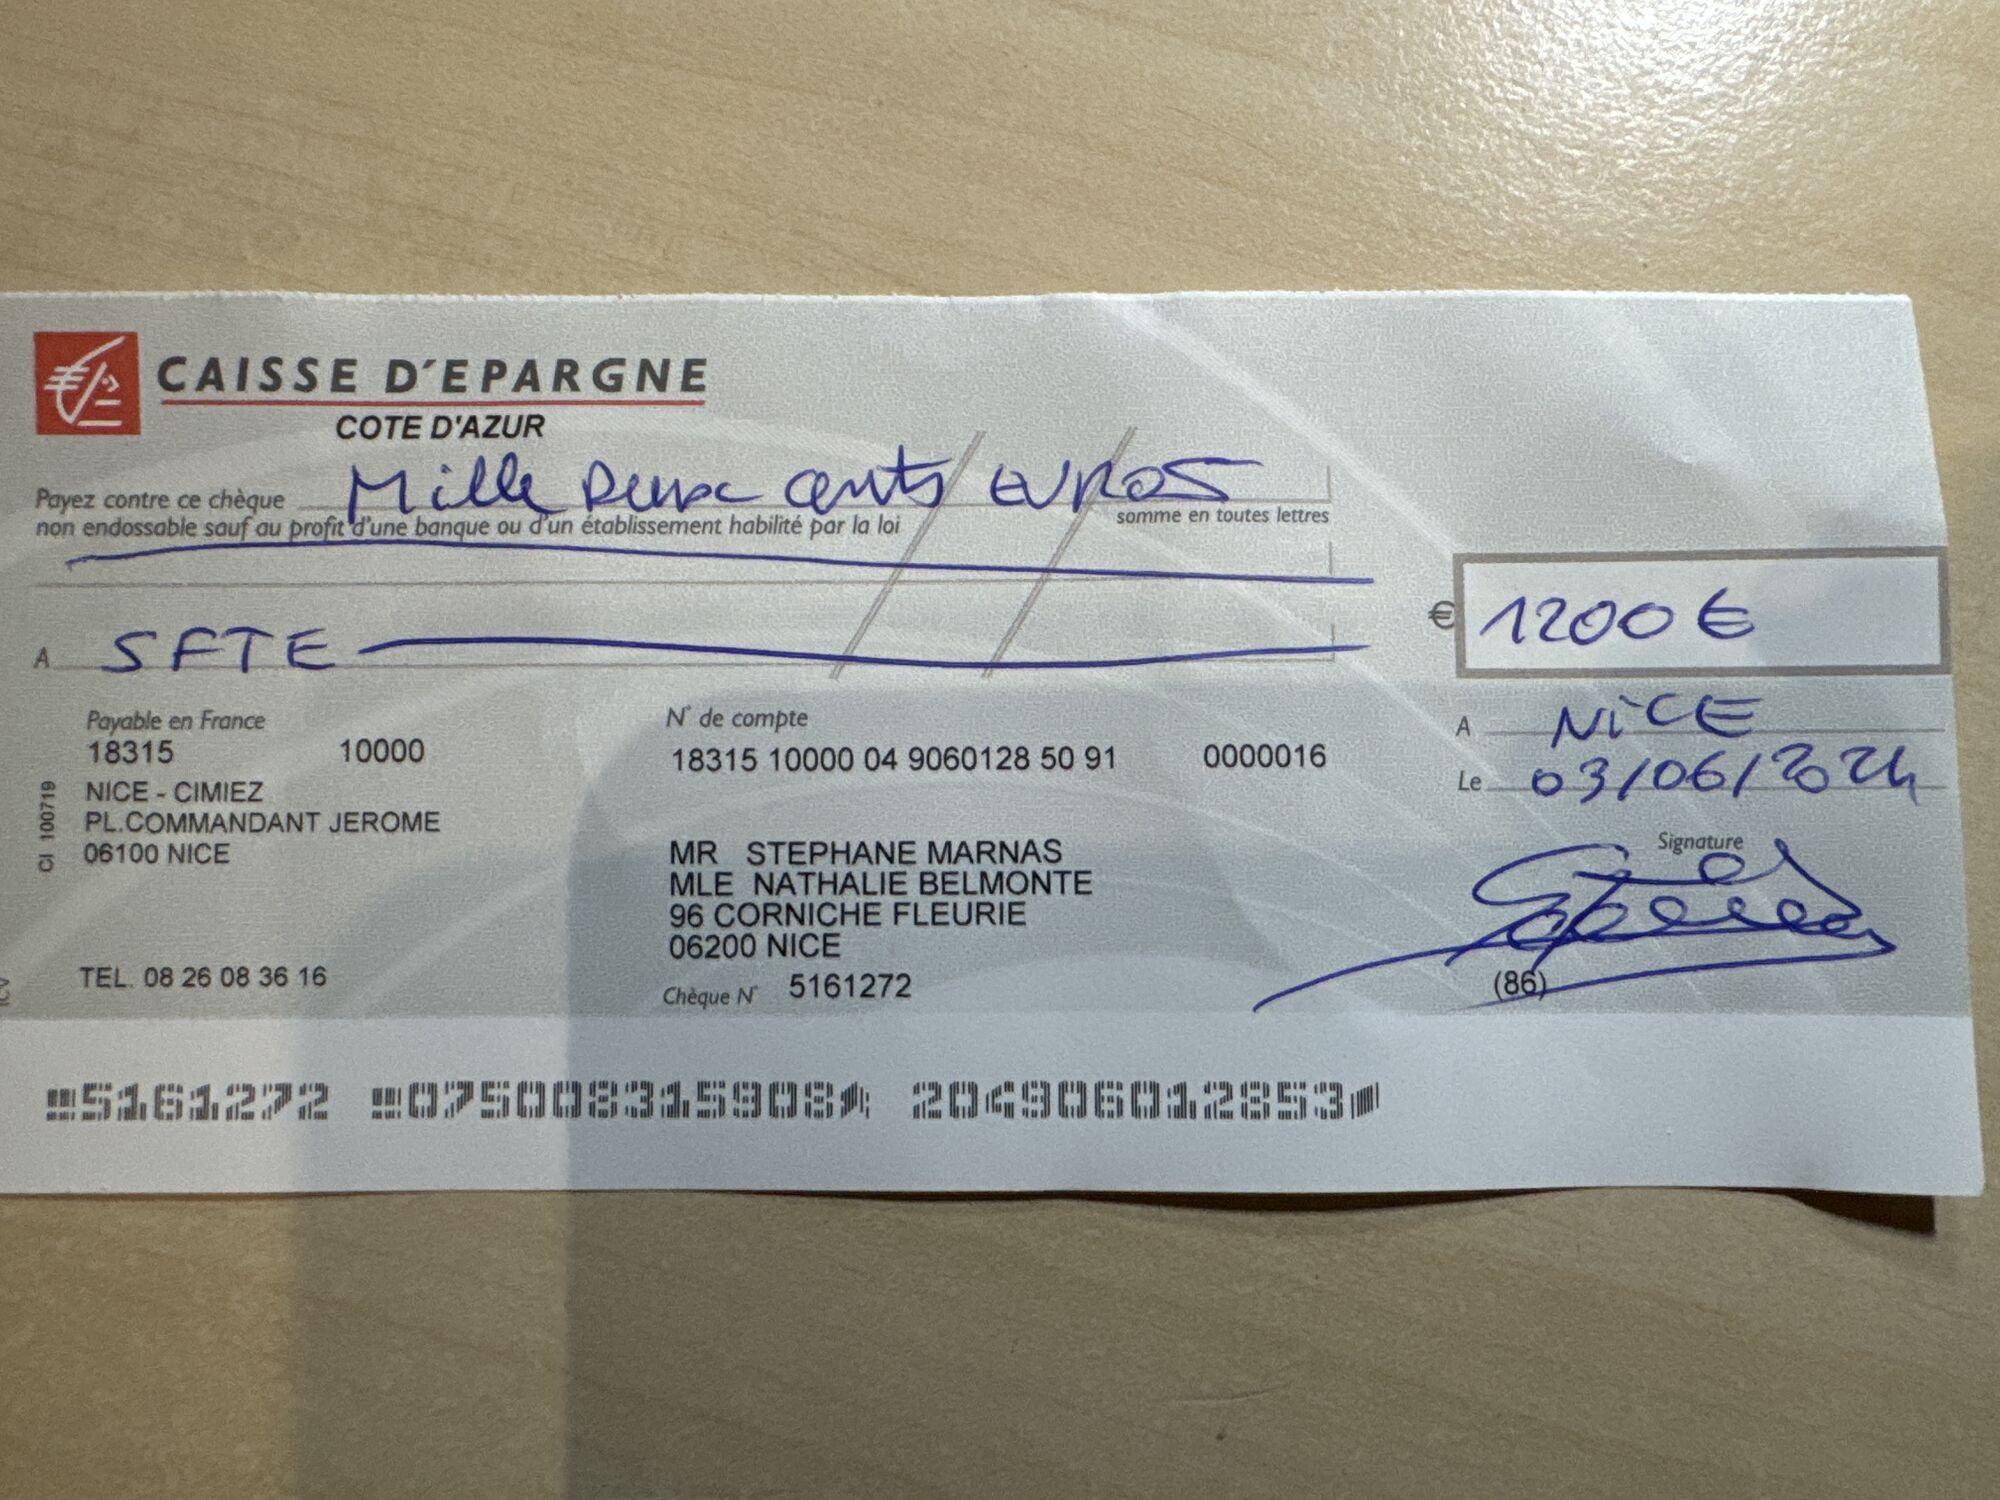 CAISSE D'EPARGNE
COTE D'AZUR
Payez contre ce chèque Mille Deux cents EUROS
non endossable sauf au profit d'une banque ou d'un établissement habilité par la loi
somme en toutes lettres
€ 1200 €
A SFTE
Payable en France
18315 10000
NICE - CIMIEZ
PL.COMMANDANT JEROME
06100 NICE
TEL. 08 26 08 36 16
CI 100719
N° de compte
18315 10000 04 9060128 50 91 0000016
MR STEPHANE MARNAS
MLE NATHALIE BELMONTE
96 CORNICHE FLEURIE
06200 NICE
Chèque N° 5161272
A NICE
Le 03/06/2024
Signature
(86)
5161272 075008315908 204906012853